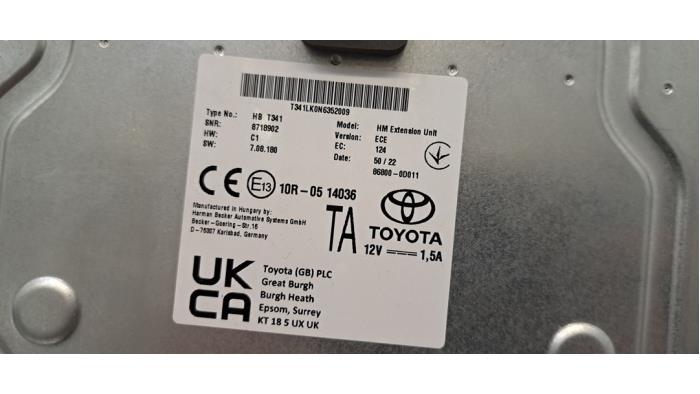 T341LK0N6352009
Type No.: HB T341
SNR: 8718902
HW: C1
SW: 7.08.180
Model: HM Extension Unit
Version: ECE
EC: 124
Date: 50 / 22
86800-0D011
CE E13 10R-05 14036
Manufactured in Hungary by:
Harman Becker Automotive Systems GmbH
Becker-Goering-Str.16
D-76307 Karlsbad, Germany
TA
TOYOTA
12V 1,5A
UK
CA
Toyota (GB) PLC
Great Burgh
Burgh Heath
Epsom, Surrey
KT 18 5 UX UK